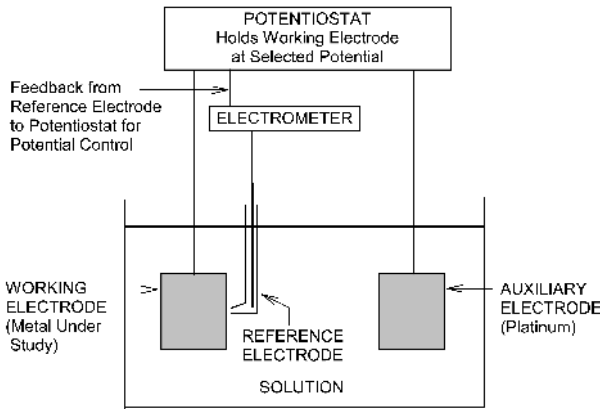 POTENTIOSTAT
Holds Working Electrode
at Selected Potential
Feedback from
Reference Electrode
to Potentiostat for
Potential Control
ELECTROMETER
WORKING
ELECTRODE
(Metal Under
Study)
REFERENCE
ELECTRODE
AUXILIARY
ELECTRODE
(Platinum)
SOLUTION